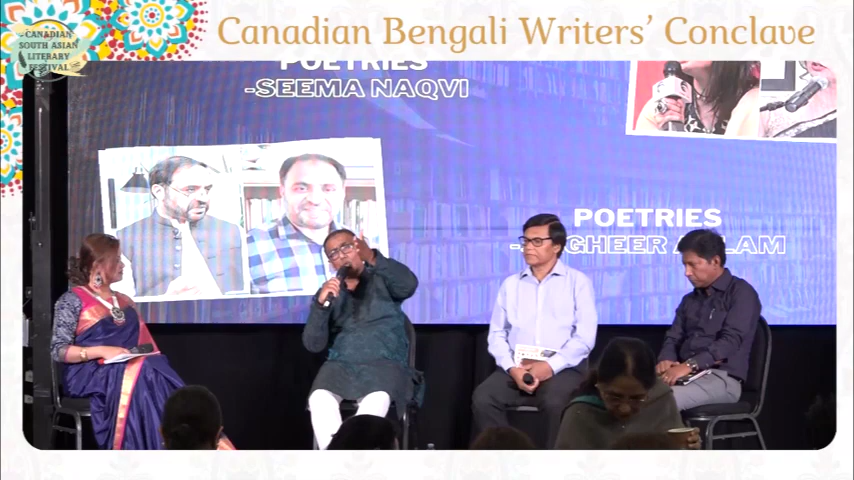 CANADIAN
SOUTH ASIAN
LITERARY
FESTIVAL
Canadian Bengali Writers' Conclave
POETRIES
-SEEMA NAQVI
POETRIES